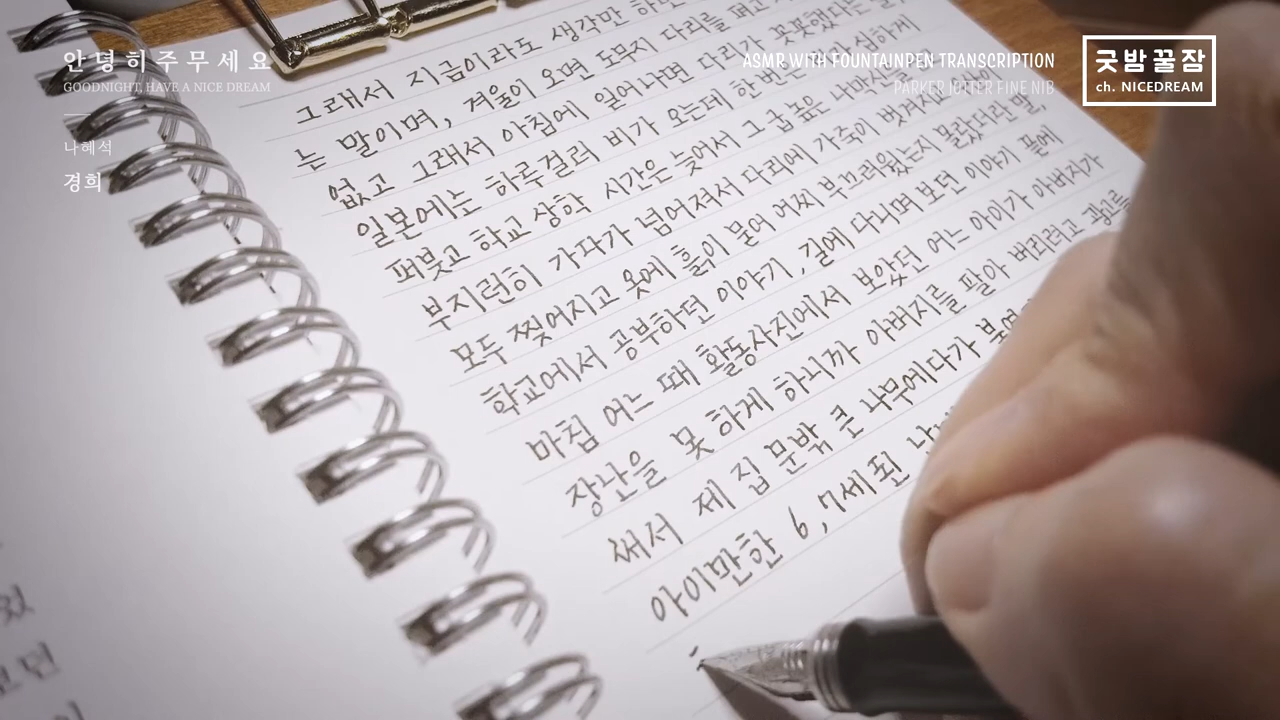 안녕히주무세요
GOODNIGHT, HAVE A NICE DREAM
나혜석
경희
ASMR WITH FOUNTAINPEN TRANSCRIPTION
PARKER JOTTER FINE NIB
굿밤꿀잠
ch. NICEDREAM
그래서 지금이라도 생각만 하면
는 말이며, 겨울이 오면 도무지 다리를 펴고
없고 그래서 아침에 일어나면 다리가 꼿꼿했다는
일본에는 하루걸러 비가 오는데 한번은 심하게
퍼붓고 학교 상학 시간은 늦어서 그 굽 높은 나막신을
부지런히 가다가 넘어져서 다리에 가죽이 벗겨지고
모두 찢어지고 옷에 흙이 묻어 어찌 부끄러웠는지 몰랐더란 말,
학교에서 공부하던 이야기, 길에 다니며 보던 이야기 끝에
마침 어느 때 활동사진에서 보았던 어느 아이가 아버지가
장난을 못 하게 하니까 아버지를 팔아 버리려고 광고를
써서 제 집 문밖 큰 나무에다가 붙여
아이만한 6,7세 된